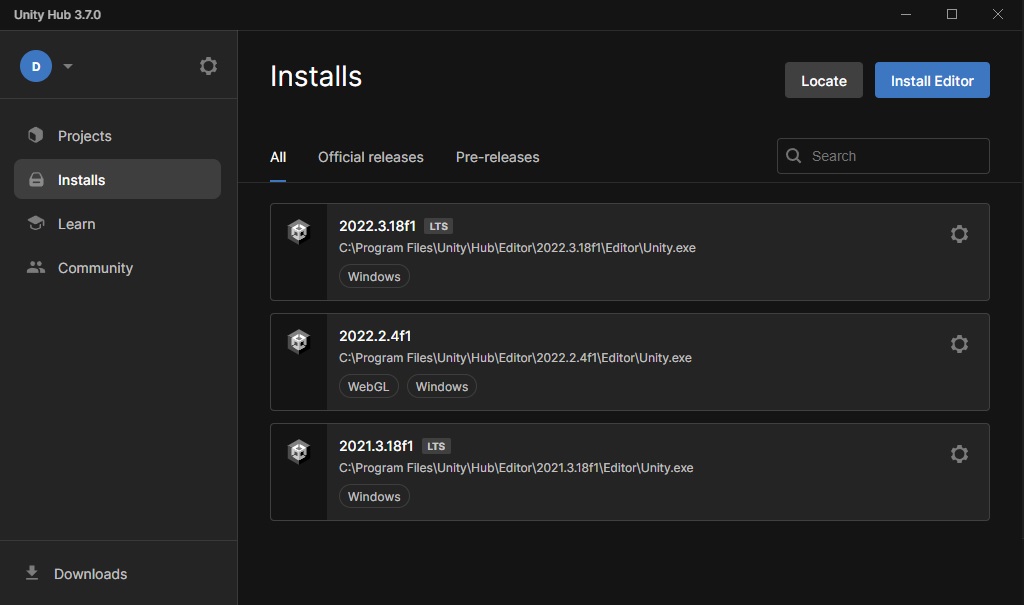 Unity Hub 3.7.0
D
Projects
Installs
Learn
Community
Downloads
Installs
Locate
Install Editor
All
Official releases
Pre-releases
Search
2022.3.18f1 LTS
C:\Program Files\Unity\Hub\Editor\2022.3.18f1\Editor\Unity.exe
Windows
2022.2.4f1
C:\Program Files\Unity\Hub\Editor\2022.2.4f1\Editor\Unity.exe
WebGL Windows
2021.3.18f1 LTS
C:\Program Files\Unity\Hub\Editor\2021.3.18f1\Editor\Unity.exe
Windows